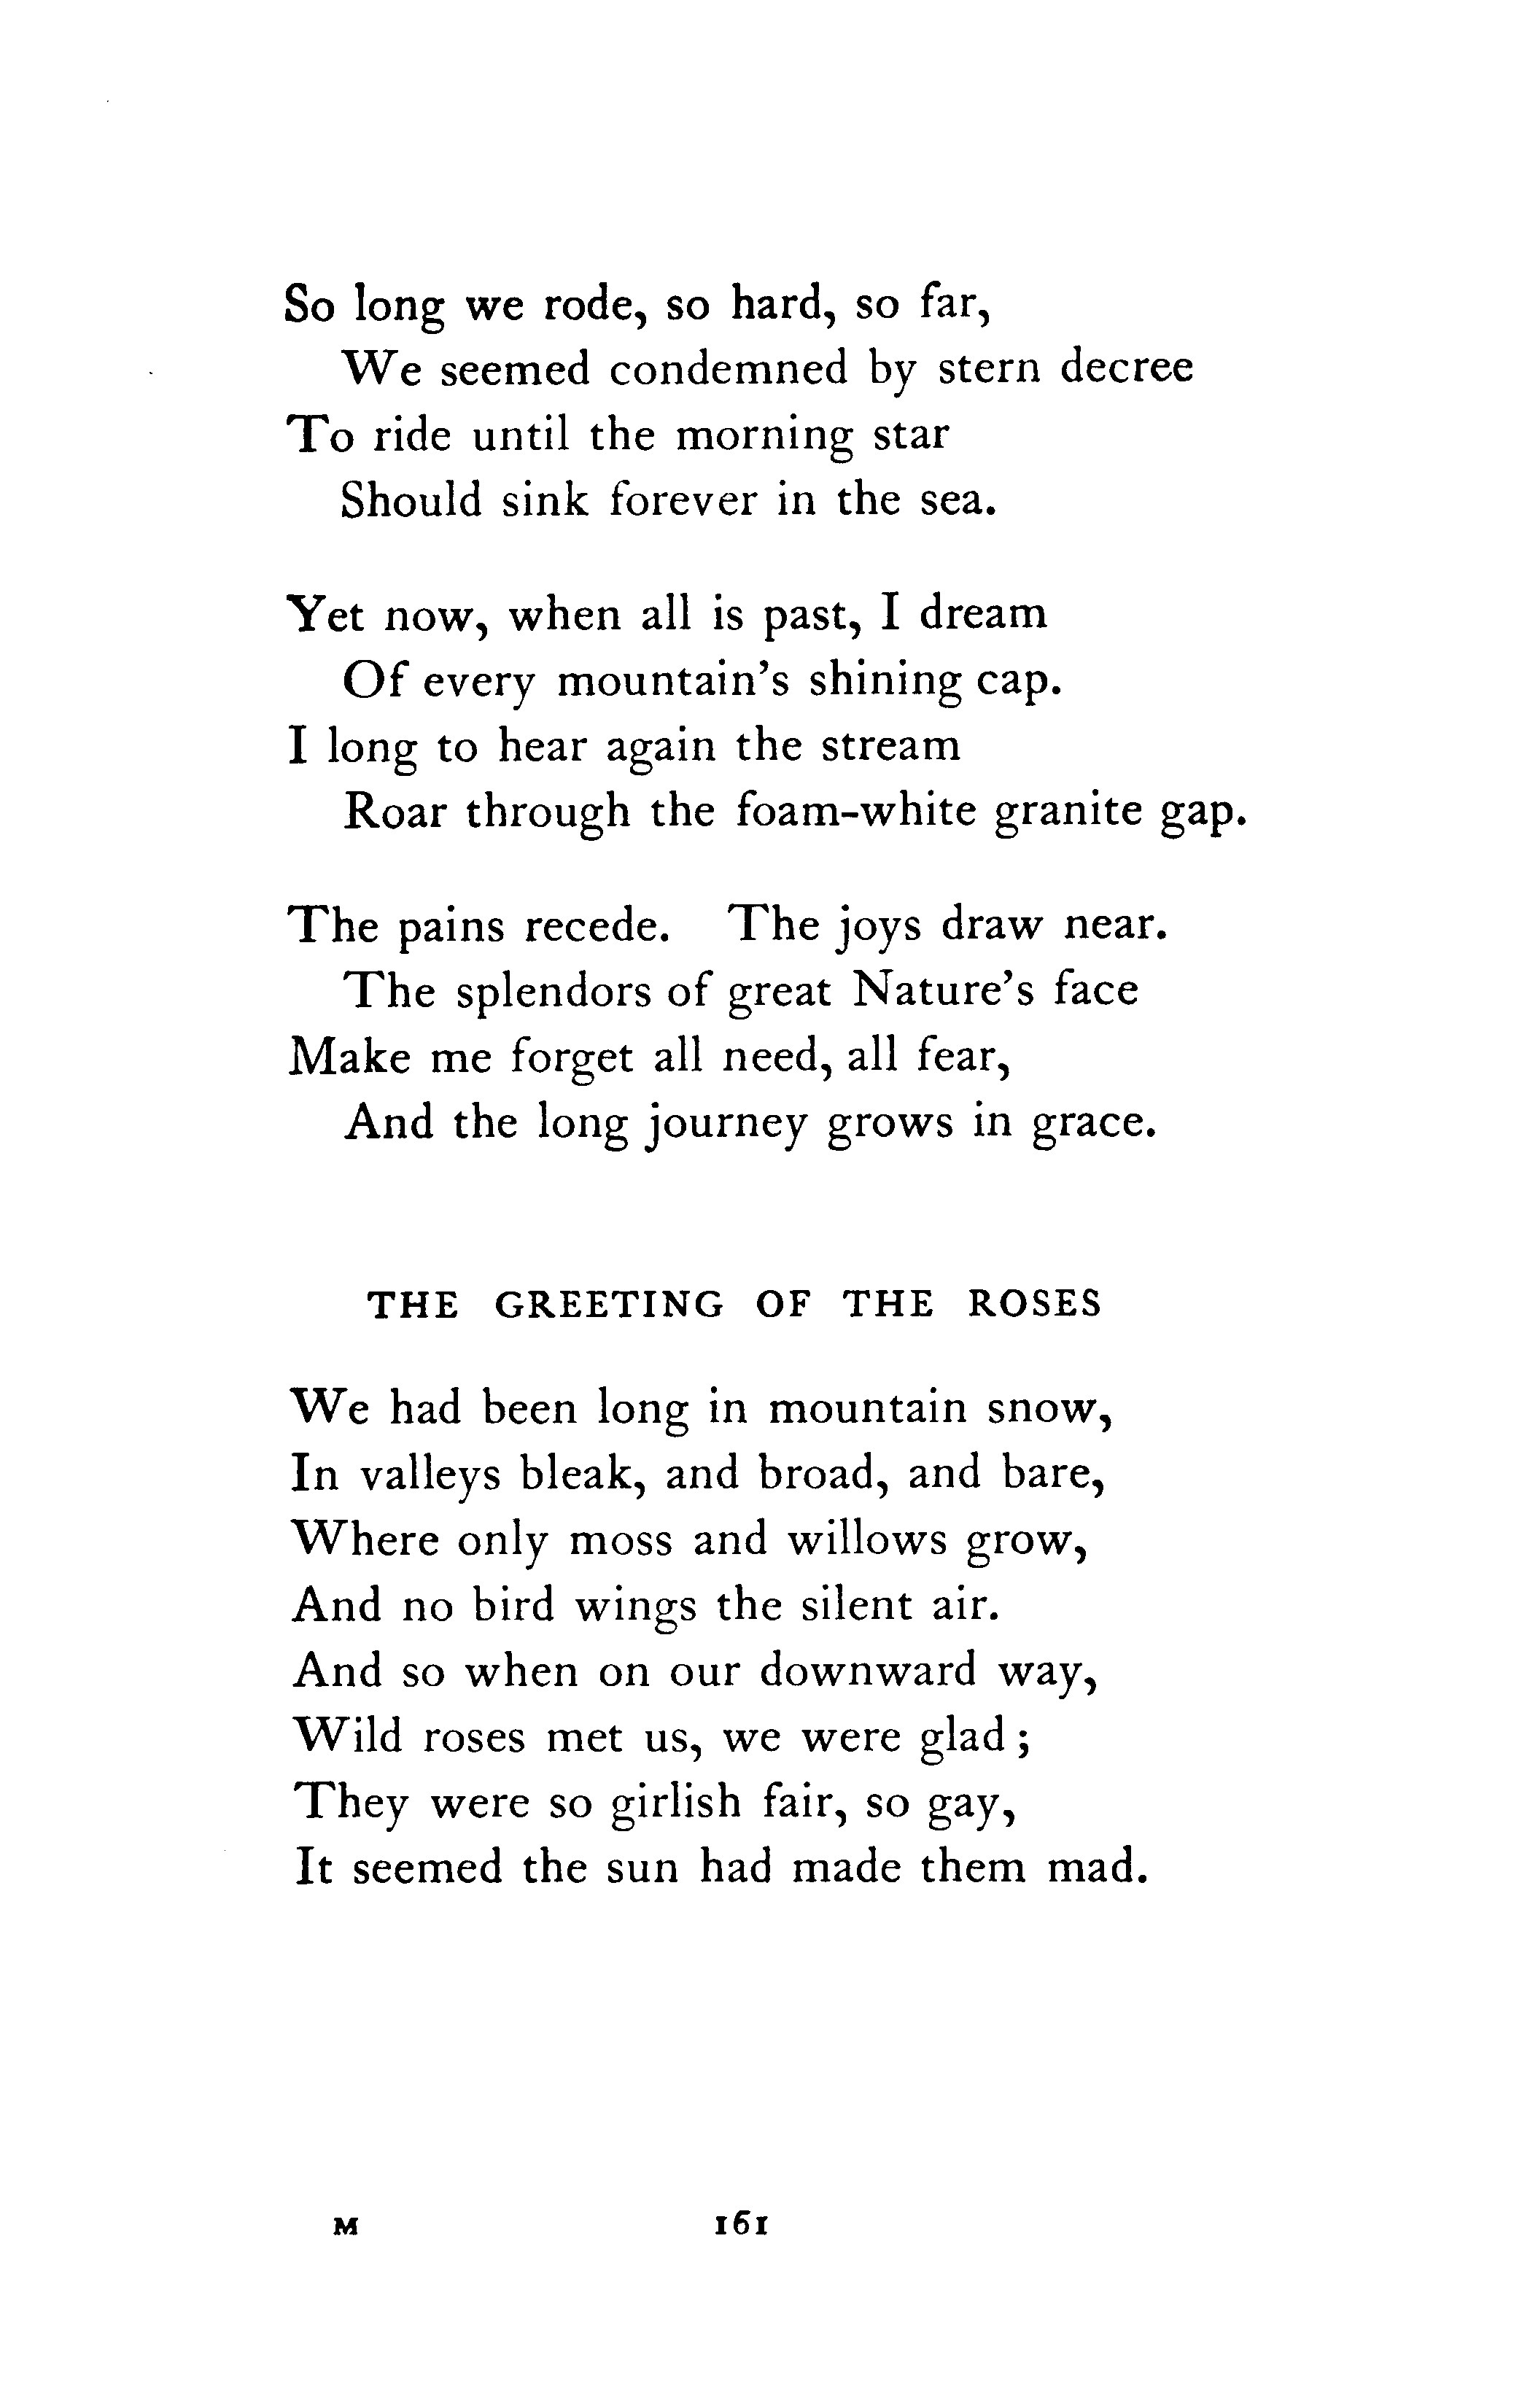 So long we rode, so hard, so far,
We seemed condemned by stern decree
To ride until the morning star
Should sink forever in the sea.

Yet now, when all is past, I dream
Of every mountain's shining cap.
I long to hear again the stream
Roar through the foam-white granite gap.

The pains recede. The joys draw near.
The splendors of great Nature's face
Make me forget all need, all fear,
And the long journey grows in grace.

THE GREETING OF THE ROSES

We had been long in mountain snow,
In valleys bleak, and broad, and bare,
Where only moss and willows grow,
And no bird wings the silent air.
And so when on our downward way,
Wild roses met us, we were glad ;
They were so girlish fair, so gay,
It seemed the sun had made them mad.

M 161